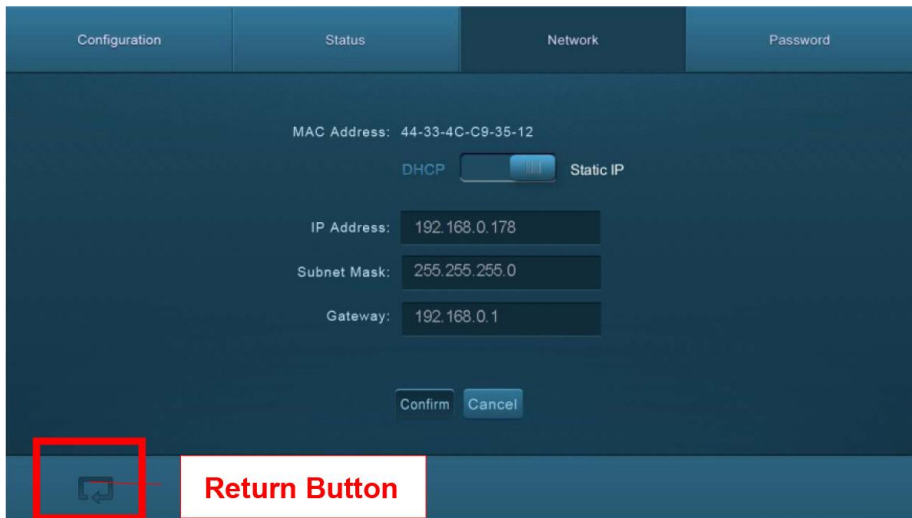 Configuration Status Network Password
MAC Address: 44-33-4C-C9-35-12
DHCP Static IP
IP Address: 192.168.0.178
Subnet Mask: 255.255.255.0
Gateway: 192.168.0.1
Confirm Cancel
Return Button